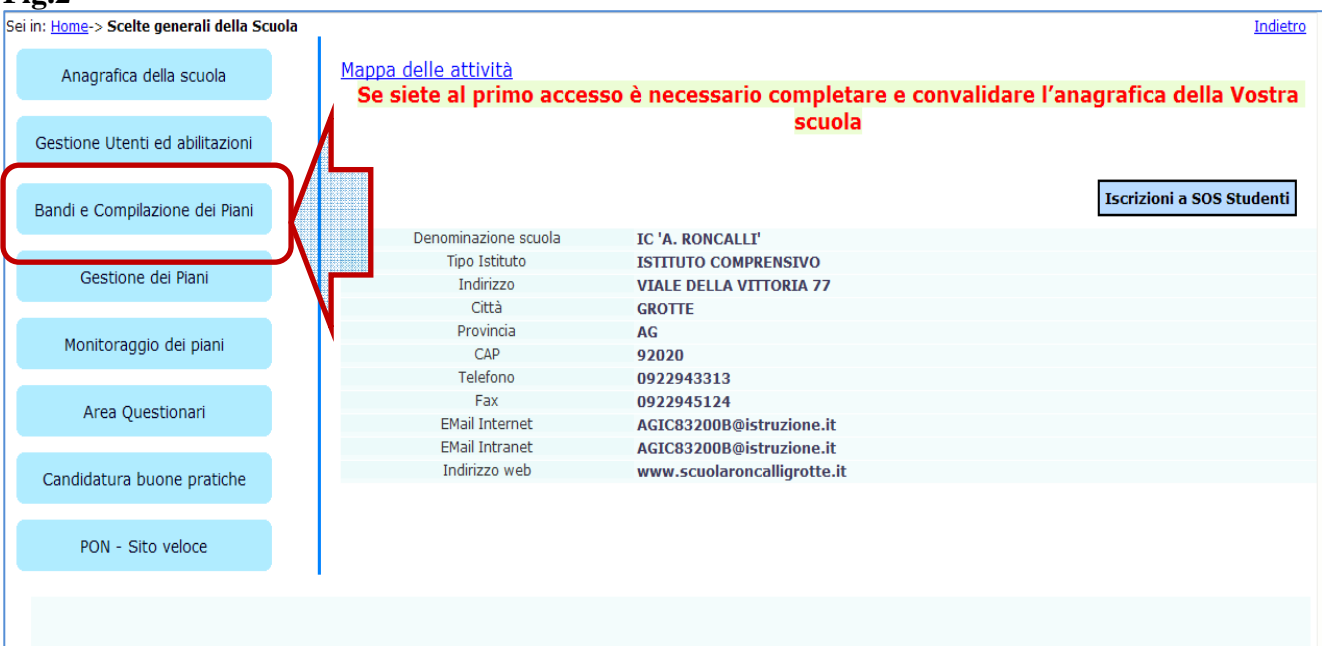 Fig.2
Sei in: Home-> Scelte generali della Scuola
Indietro
Anagrafica della scuola
Gestione Utenti ed abilitazioni
Bandi e Compilazione dei Piani
Gestione dei Piani
Monitoraggio dei piani
Area Questionari
Candidatura buone pratiche
PON - Sito veloce
Mappa delle attività
Se siete al primo accesso è necessario completare e convalidare l’anagrafica della Vostra
scuola
Iscrizioni a SOS Studenti
Denominazione scuola IC 'A. RONCALLI'
Tipo Istituto ISTITUTO COMPRENSIVO
Indirizzo VIALE DELLA VITTORIA 77
Città GROTTE
Provincia AG
CAP 92020
Telefono 0922943313
Fax 0922945124
EMail Internet AGIC83200B@istruzione.it
EMail Intranet AGIC83200B@istruzione.it
Indirizzo web www.scuolaroncalligrotte.it